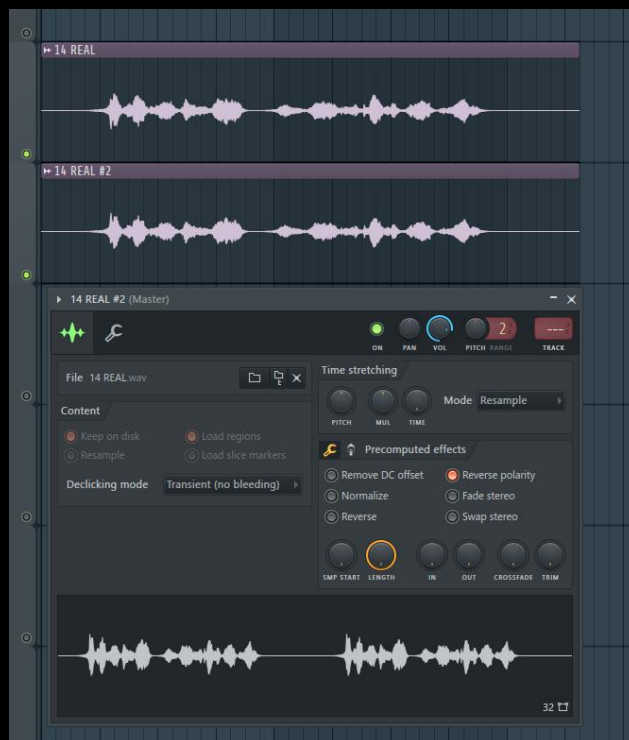 14 REAL
14 REAL #2
14 REAL #2 (Master)
ON PAN VOL PITCH RANGE 2 --- TRACK
File 14 REAL.wav
Content
Keep on disk Load regions
Resample Load slice markers
Declicking mode Transient (no bleeding)
Time stretching
PITCH MUL TIME Mode Resample
Precomputed effects
Remove DC offset Reverse polarity
Normalize Fade stereo
Reverse Swap stereo
SMP START LENGTH IN OUT CROSSFADE TRIM
32